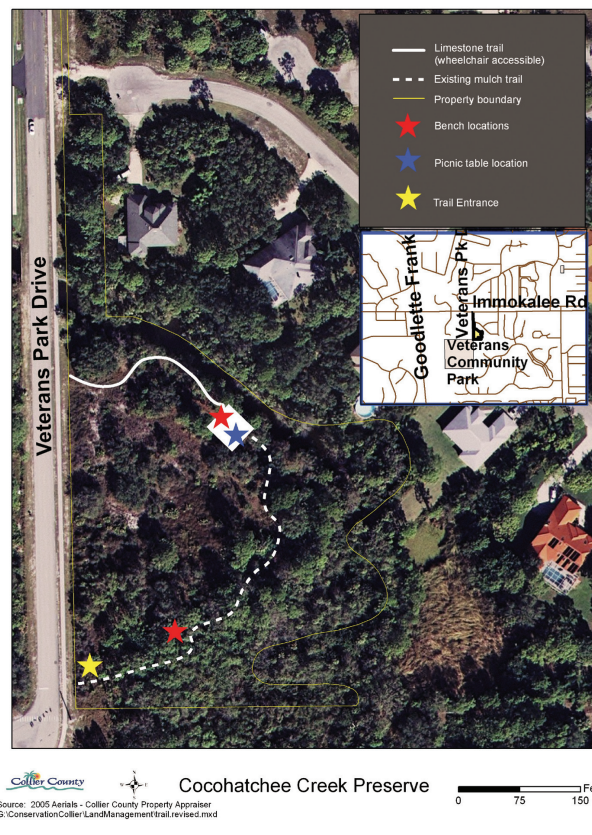 Limestone trail
(wheelchair accessible)
Existing mulch trail
Property boundary
Bench locations
Picnic table location
Trail Entrance
Veterans Park Drive
Goodlette Frank
Veterans Pk D
Immokalee Rd
Veterans
Community
Park
Collier County
Cocohatchee Creek Preserve
Fe
0 75 150
Source: 2005 Aerials - Collier County Property Appraiser
G:\ConservationCollier\LandManagement\trail.revised.mxd